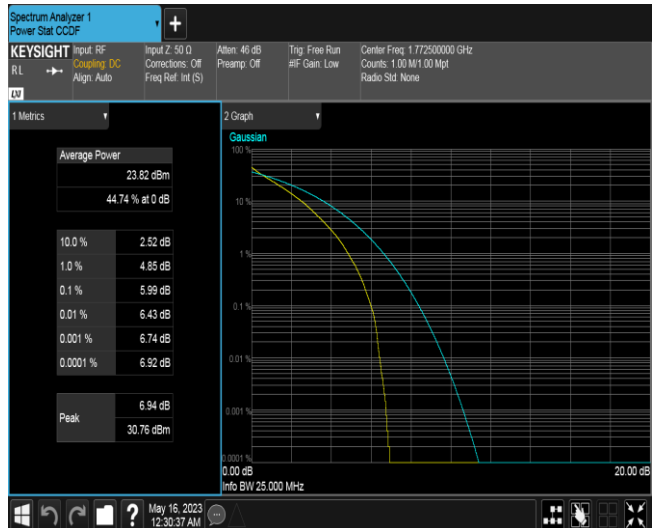 Spectrum Analyzer 1
Power Stat CCDF
+
KEYSIGHT
R L
LXI
Input: RF
Coupling: DC
Align: Auto
Input Z: 50 Ω
Corrections: Off
Freq Ref: Int (S)
Atten: 46 dB
Preamp: Off
Trig: Free Run
#IF Gain: Low
Center Freq: 1.772500000 GHz
Counts: 1.00 M/1.00 Mpt
Radio Std: None
1 Metrics
Average Power
23.82 dBm
44.74 % at 0 dB
10.0 % 2.52 dB
1.0 % 4.85 dB
0.1 % 5.99 dB
0.01 % 6.43 dB
0.001 % 6.74 dB
0.0001 % 6.92 dB
Peak
6.94 dB
30.76 dBm
2 Graph
Gaussian
100 %
10 %
1 %
0.1 %
0.01 %
0.001 %
0.0001 %
0.00 dB 20.00 dB
Info BW 25.000 MHz
?
May 16, 2023
12:30:37 AM